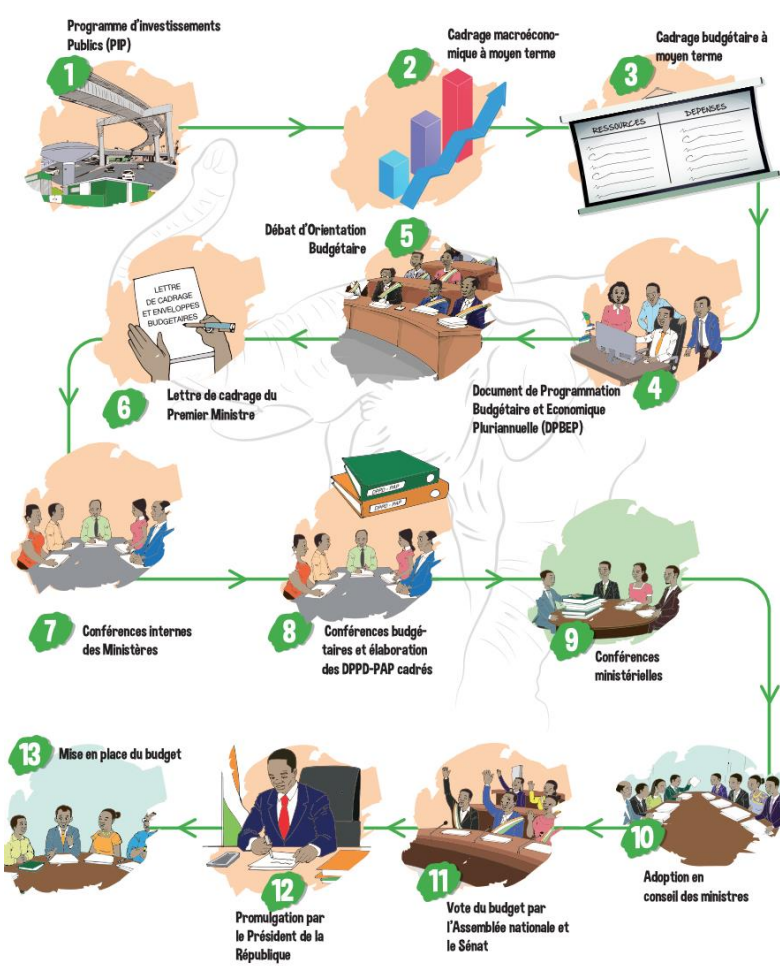 Programme d'investissements
Publics (PIP)
1
Cadrage macroécono-
mique à moyen terme
2
Cadrage budgétaire à
moyen terme
3
RESSOURCES
DEPENSES
Document de Programmation
Budgétaire et Economique
Pluriannuelle (DPBEP)
4
Débat d'Orientation
Budgétaire
5
LETTRE
DE CADRAGE
ET ENVELOPPES
BUDGETAIRES
6
Lettre de cadrage du
Premier Ministre
7
Conférences internes
des Ministères
DPPD - PAP
DPPD - PAP
8
Conférences budgé-
taires et élaboration
des DPPD-PAP cadrés
9
Conférences
ministérielles
10
Adoption en
conseil des ministres
11
Vote du budget par
l'Assemblée nationale et
le Sénat
12
Promulgation par
le Président de la
République
13
Mise en place du budget